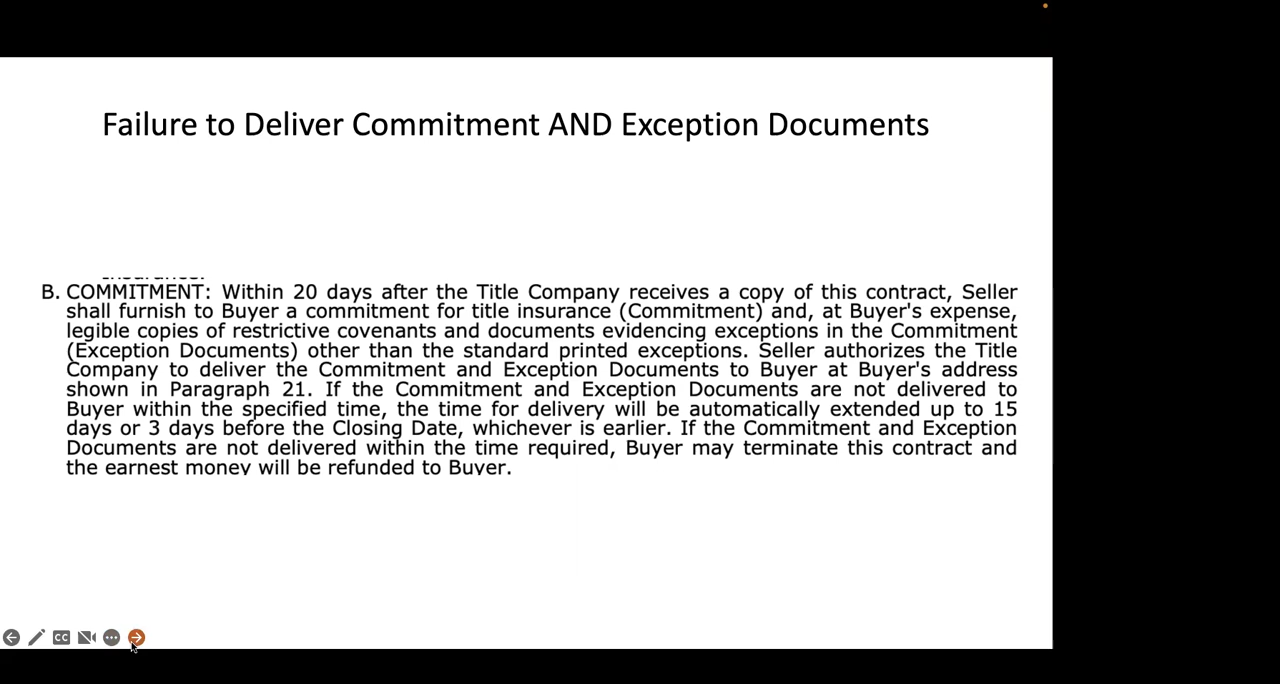 Failure to Deliver Commitment AND Exception Documents
B. COMMITMENT: Within 20 days after the Title Company receives a copy of this contract, Seller
shall furnish to Buyer a commitment for title insurance (Commitment) and, at Buyer's expense,
legible copies of restrictive covenants and documents evidencing exceptions in the Commitment
(Exception Documents) other than the standard printed exceptions. Seller authorizes the Title
Company to deliver the Commitment and Exception Documents to Buyer at Buyer's address
shown in Paragraph 21. If the Commitment and Exception Documents are not delivered to
Buyer within the specified time, the time for delivery will be automatically extended up to 15
days or 3 days before the Closing Date, whichever is earlier. If the Commitment and Exception
Documents are not delivered within the time required, Buyer may terminate this contract and
the earnest money will be refunded to Buyer.
CC